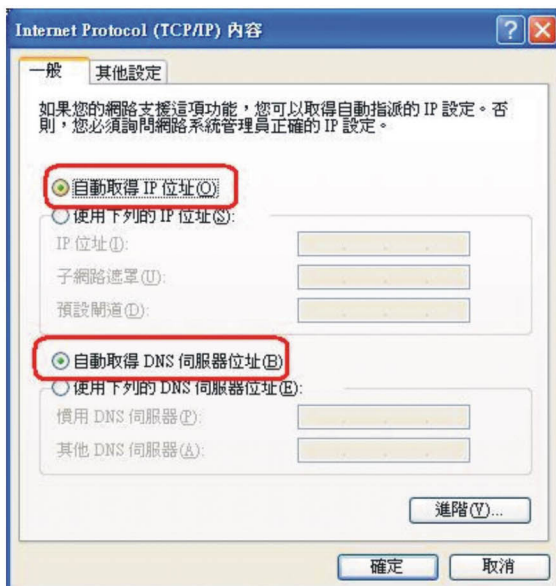 Internet Protocol (TCP/IP) 內容
一般
其他設定
如果您的網路支援這項功能，您可以取得自動指派的 IP 設定。否
則，您必須詢問網路系統管理員正確的 IP 設定。
自動取得 IP 位址(O)
使用下列的 IP 位址(S):
IP 位址(I):
子網路遮罩(U):
預設閘道(D):
自動取得 DNS 伺服器位址(B)
使用下列的 DNS 伺服器位址(E):
慣用 DNS 伺服器(P):
其他 DNS 伺服器(A):
進階(V)...
確定
取消